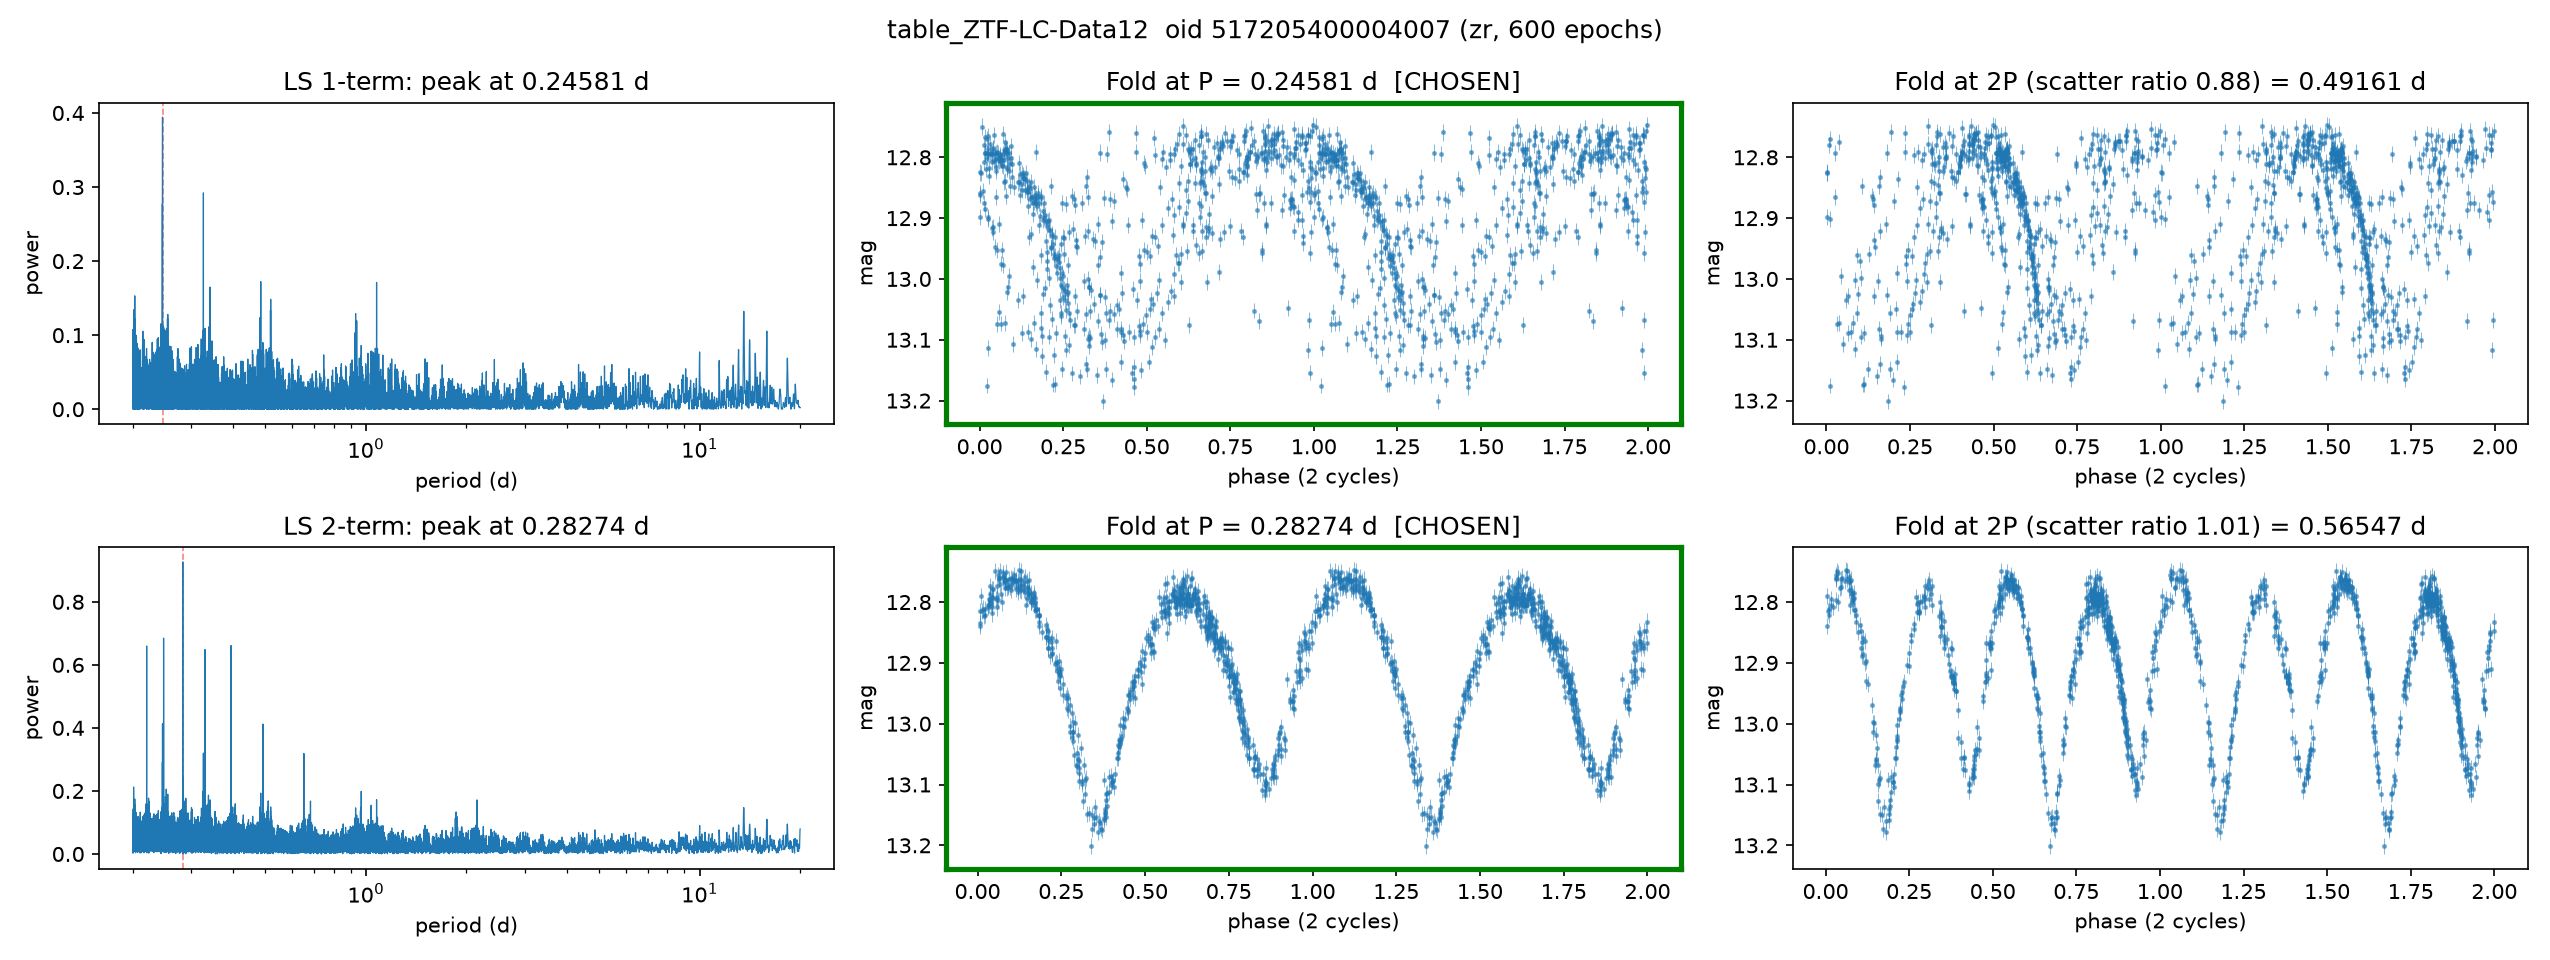 table_ZTF-LC-Data12  oid 517205400004007 (zr, 600 epochs)
LS 1-term: peak at 0.24581 d
0.4
0.3
0.2
0.1
0.0
power
10⁰
10¹
period (d)
Fold at P = 0.24581 d  [CHOSEN]
12.8
12.9
13.0
13.1
13.2
mag
0.00 0.25 0.50 0.75 1.00 1.25 1.50 1.75 2.00
phase (2 cycles)
Fold at 2P (scatter ratio 0.88) = 0.49161 d
12.8
12.9
13.0
13.1
13.2
mag
0.00 0.25 0.50 0.75 1.00 1.25 1.50 1.75 2.00
phase (2 cycles)
LS 2-term: peak at 0.28274 d
0.8
0.6
0.4
0.2
0.0
power
10⁰
10¹
period (d)
Fold at P = 0.28274 d  [CHOSEN]
12.8
12.9
13.0
13.1
13.2
mag
0.00 0.25 0.50 0.75 1.00 1.25 1.50 1.75 2.00
phase (2 cycles)
Fold at 2P (scatter ratio 1.01) = 0.56547 d
12.8
12.9
13.0
13.1
13.2
mag
0.00 0.25 0.50 0.75 1.00 1.25 1.50 1.75 2.00
phase (2 cycles)